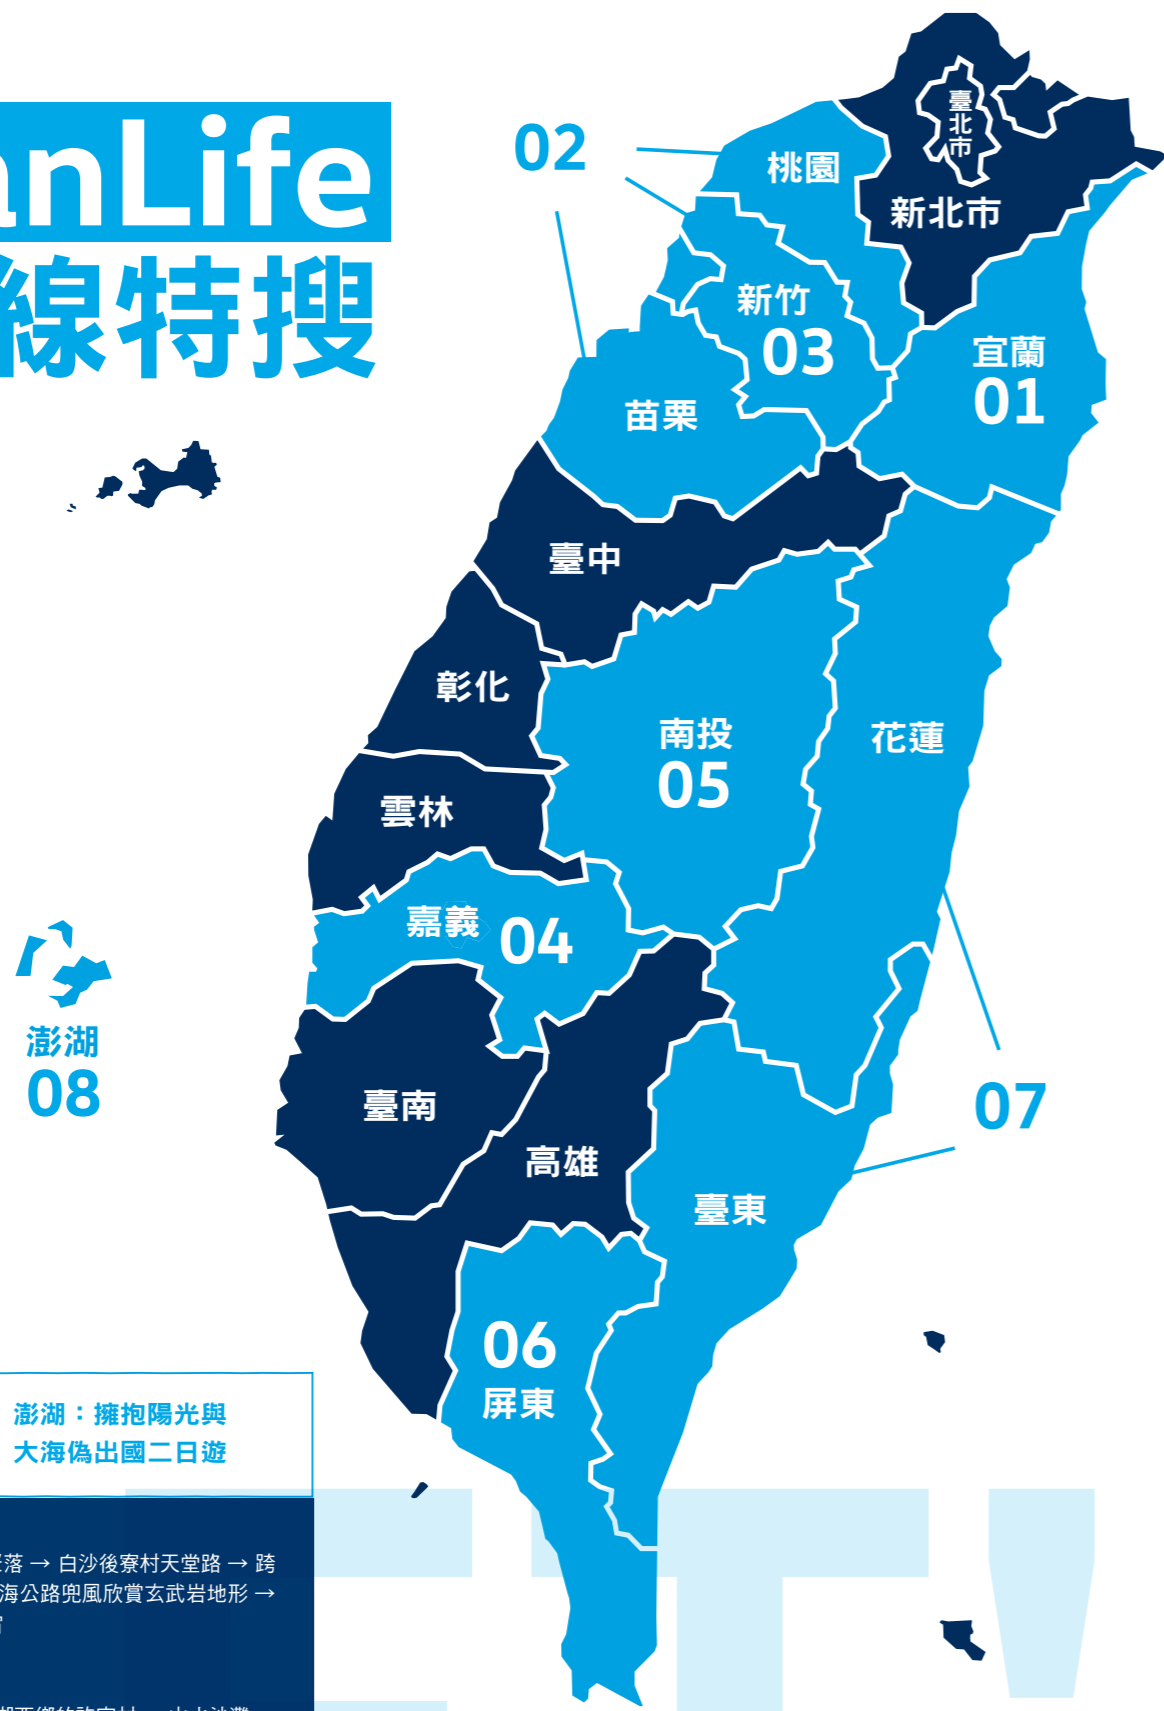 anLife
線特搜
02
桃園
臺北市
新北市
新竹
03
宜蘭
01
苗栗
臺中
彰化
南投
05
花蓮
雲林
嘉義
04
澎湖
08
臺南
07
高雄
臺東
06
屏東
澎湖：擁抱陽光與
大海偽出國二日遊
落 → 白沙後寮村天堂路 → 跨
海公路兜風欣賞玄武岩地形 →
ET!